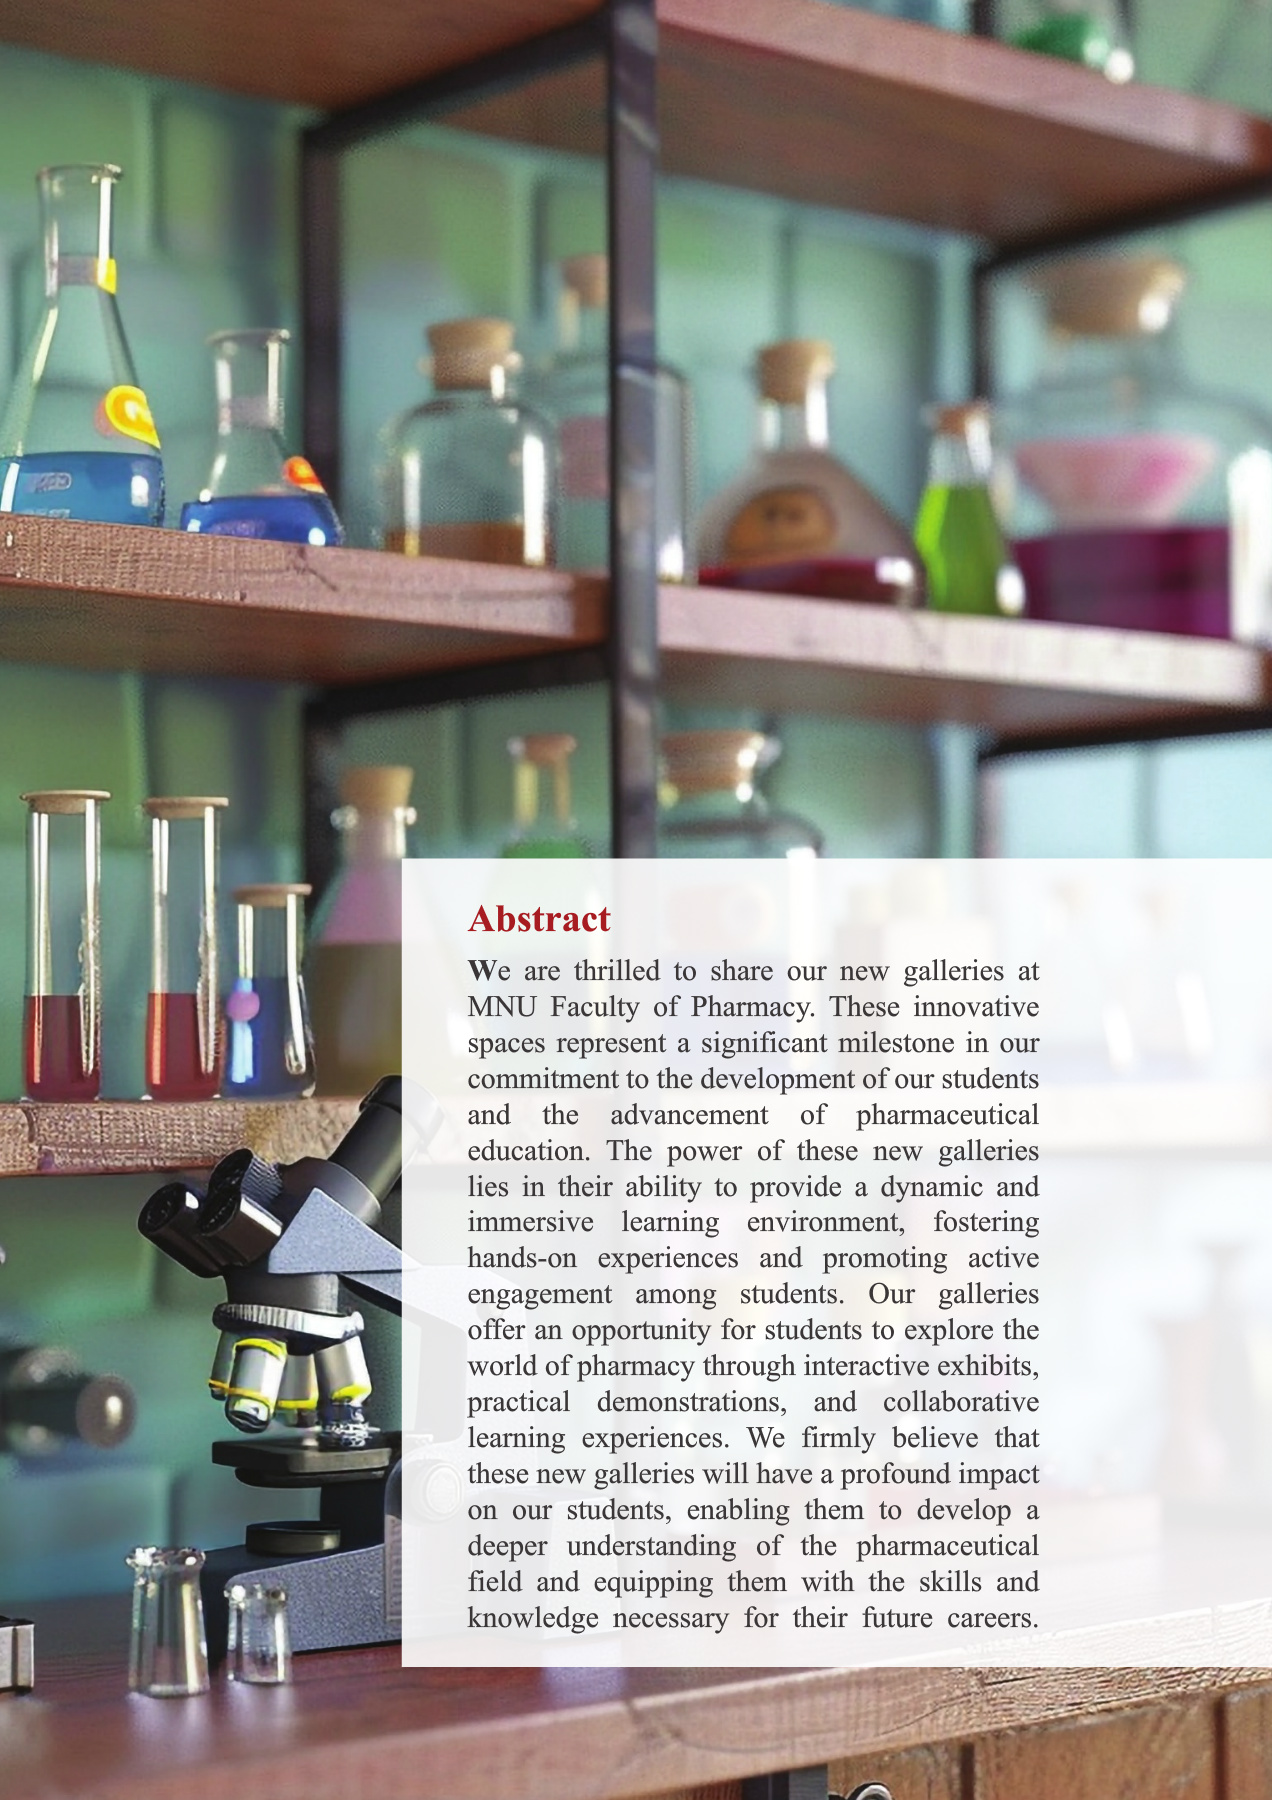 Abstract
We are thrilled to share our new galleries at
MNU Faculty of Pharmacy. These innovative
spaces represent a significant milestone in our
commitment to the development of our students
and the advancement of pharmaceutical
education. The power of these new galleries
lies in their ability to provide a dynamic and
immersive learning environment, fostering
hands-on experiences and promoting active
engagement among students. Our galleries
offer an opportunity for students to explore the
world of pharmacy through interactive exhibits,
practical demonstrations, and collaborative
learning experiences. We firmly believe that
these new galleries will have a profound impact
on our students, enabling them to develop a
deeper understanding of the pharmaceutical
field and equipping them with the skills and
knowledge necessary for their future careers.